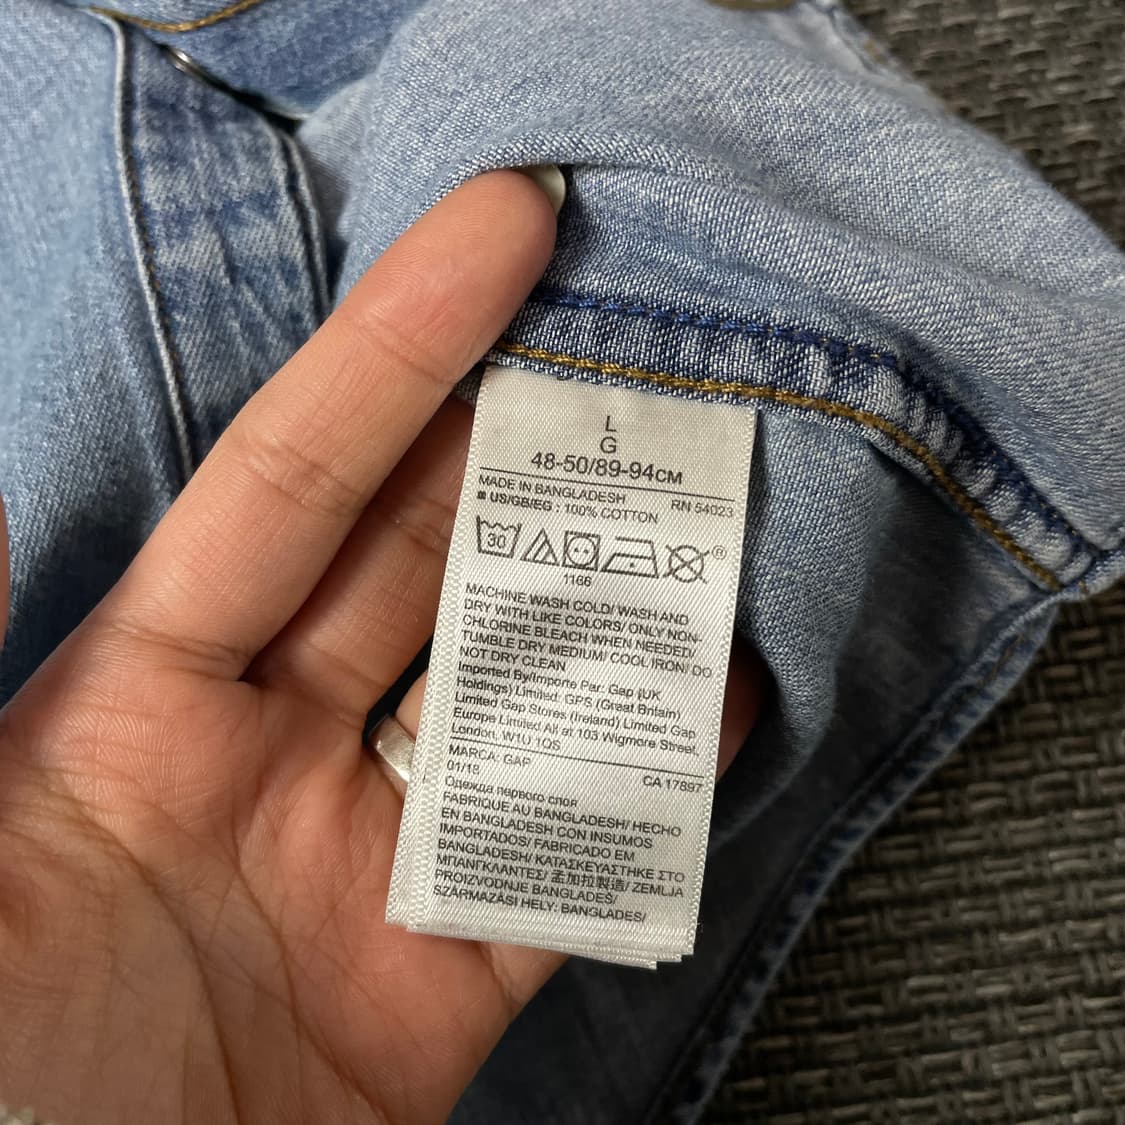 L
G
48-50/89-94CM
MADE IN BANGLADESH RN 54023
US/GB/EG : 100% COTTON
30 ®
1166
MACHINE WASH COLD/ WASH AND
DRY WITH LIKE COLORS/ ONLY NON-
CHLORINE BLEACH WHEN NEEDED/
TUMBLE DRY MEDIUM/ COOL IRON/ DO
NOT DRY CLEAN
Imported By/Importe Par: Gap (UK
Holdings) Limited. GPS (Great Britain)
Limited Gap Stores (Ireland) Limited Gap
Europe Limited All at 103 Wigmore Street,
London, W1U 1QS
MARCA: GAP CA 17897
01/18
Одежда первого слоя
FABRIQUE AU BANGLADESH/ HECHO
EN BANGLADESH CON INSUMOS
IMPORTADOS/ FABRICADO EM
BANGLADESH/ ΚΑΤΑΣΚΕΥΑΣΤΗΚΕ ΣΤΟ
ΜΠΑΝΓΚΛΑΝΤΕΣ/ 孟加拉製造/ ZEMLJA
PROIZVODNJE BANGLADEŠ/
SZÁRMAZÁSI HELY: BANGLADES/